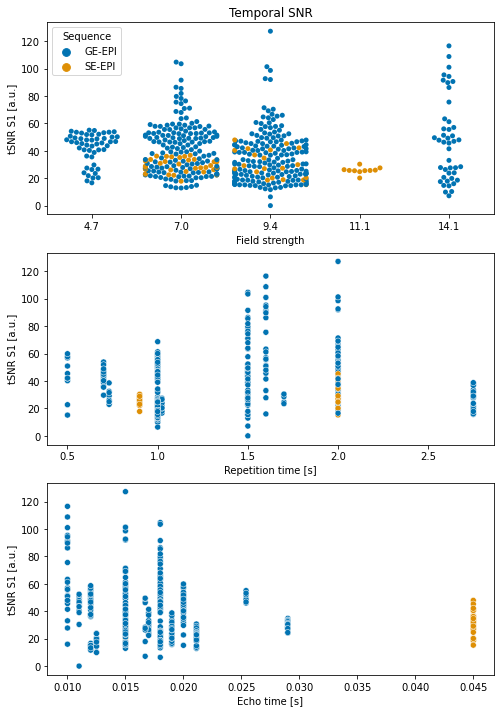 Temporal SNR
Sequence
GE-EPI
SE-EPI
tSNR S1 [a.u.]
120
100
80
60
40
20
0
4.7 7.0 9.4 11.1 14.1
Field strength
tSNR S1 [a.u.]
120
100
80
60
40
20
0
0.5 1.0 1.5 2.0 2.5
Repetition time [s]
tSNR S1 [a.u.]
120
100
80
60
40
20
0
0.010 0.015 0.020 0.025 0.030 0.035 0.040 0.045
Echo time [s]